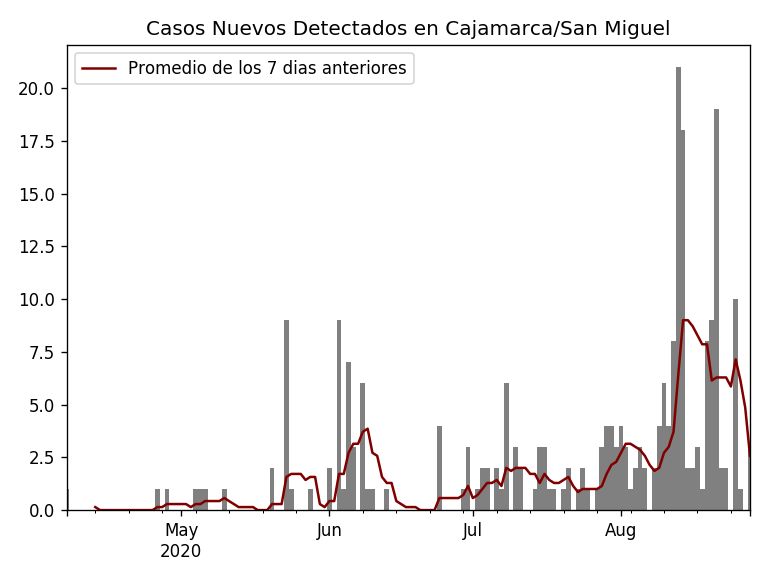 Casos Nuevos Detectados en Cajamarca/San Miguel
Promedio de los 7 dias anteriores
20.0
17.5
15.0
12.5
10.0
7.5
5.0
2.5
0.0
May
2020
Jun
Jul
Aug